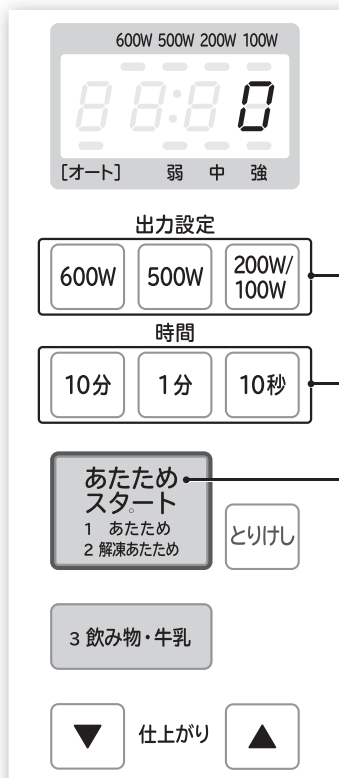 600W 500W 200W 100W
0
[オート] 弱 中 強
出力設定
600W 500W 200W/100W
時間
10分 1分 10秒
あたため
スタート
1 あたため
2 解凍あたため
とりけし
3 飲み物・牛乳
▼ 仕上がり ▲